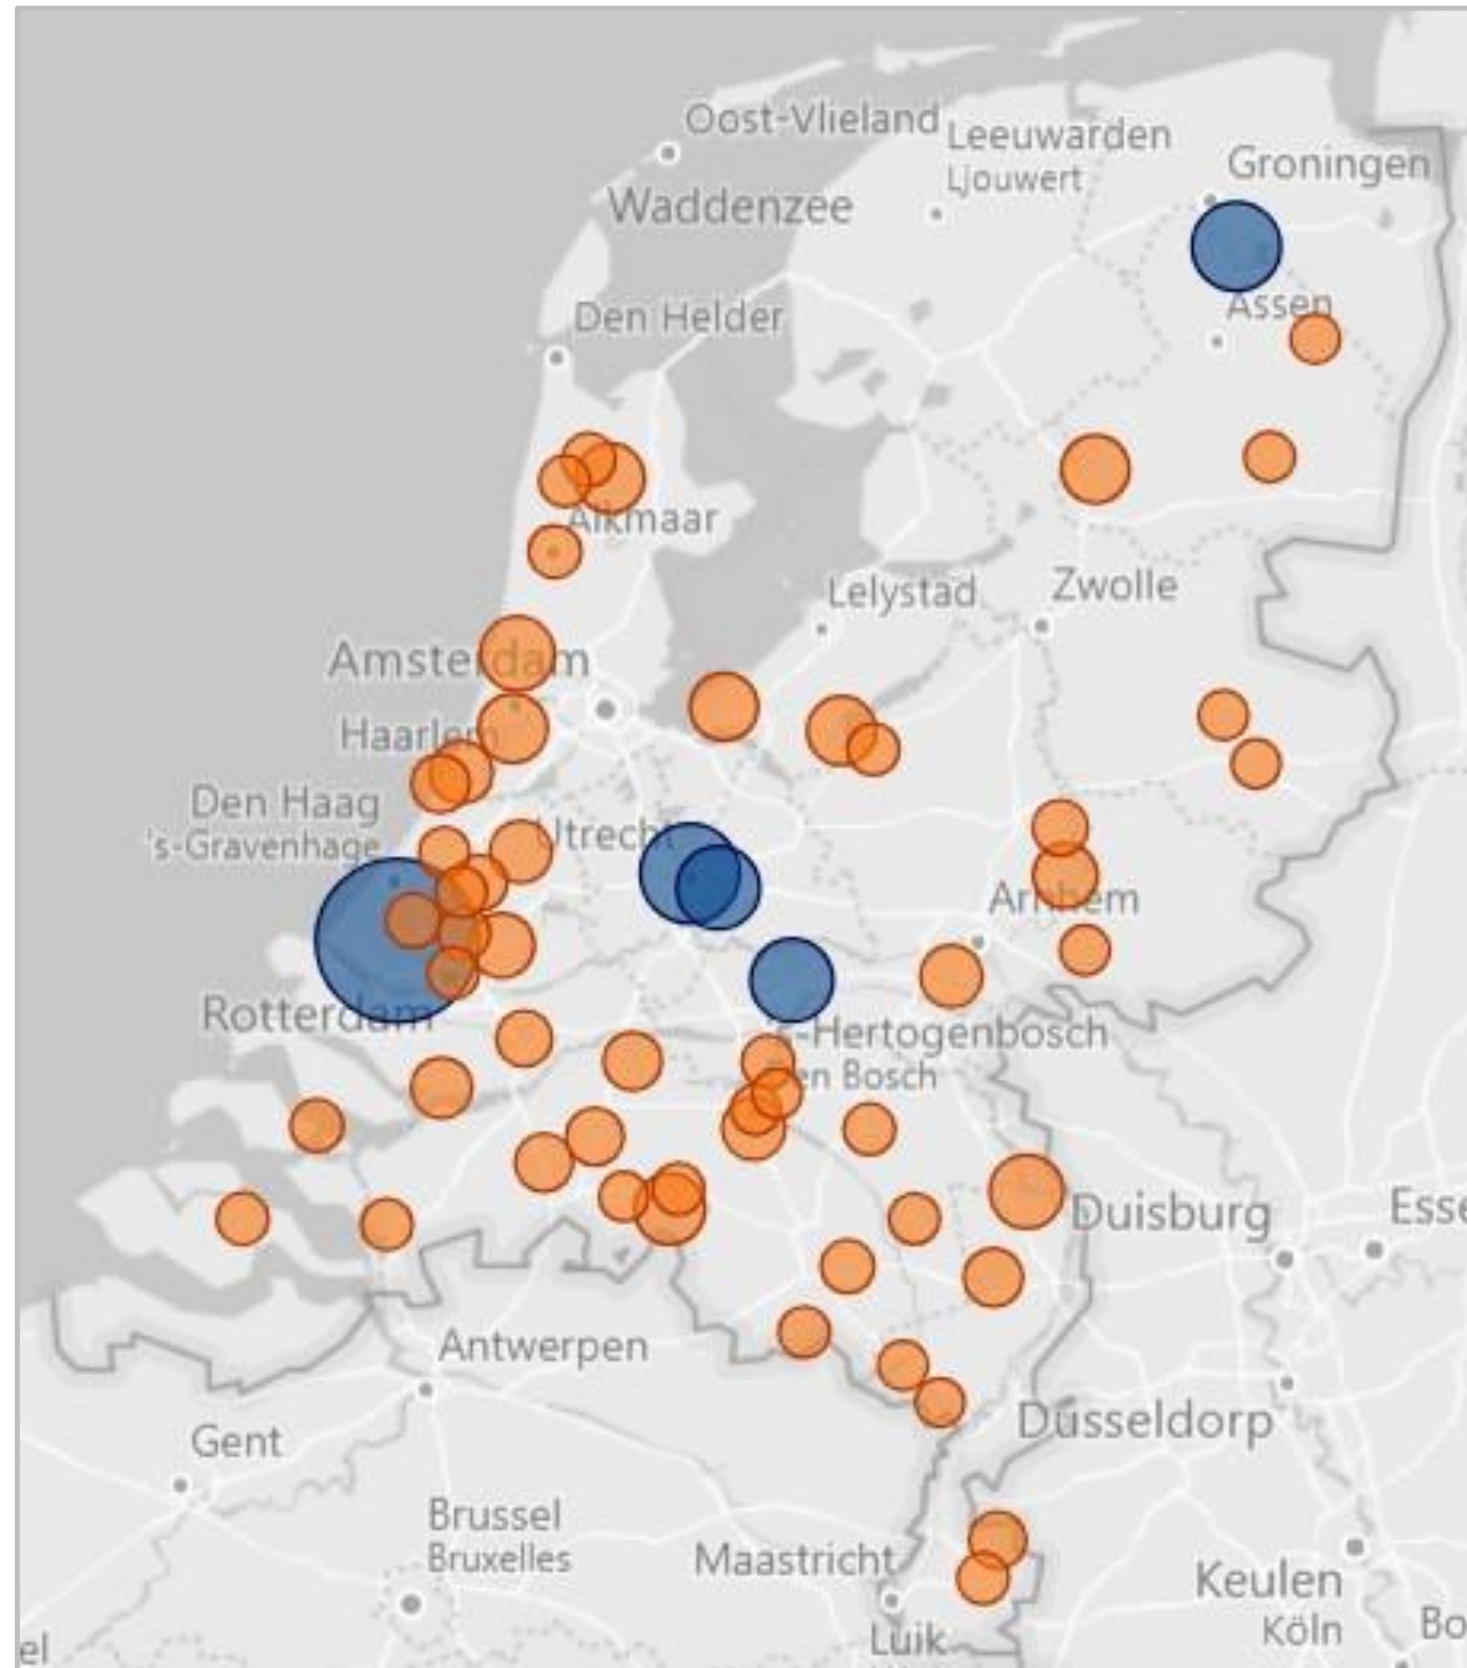 Oost-Vlieland
Leeuwarden
Ljouwert
Groningen
Waddenzee
Assen
Den Helder
Alkmaar
Lelystad
Zwolle
Amsterdam
Haarlem
Den Haag
's-Gravenhage
Utrecht
Arnhem
Rotterdam
's-Hertogenbosch
Den Bosch
Duisburg
Esse
Antwerpen
Düsseldorp
Gent
Brussel
Bruxelles
Maastricht
Keulen
Köln
Bo
Luik
el